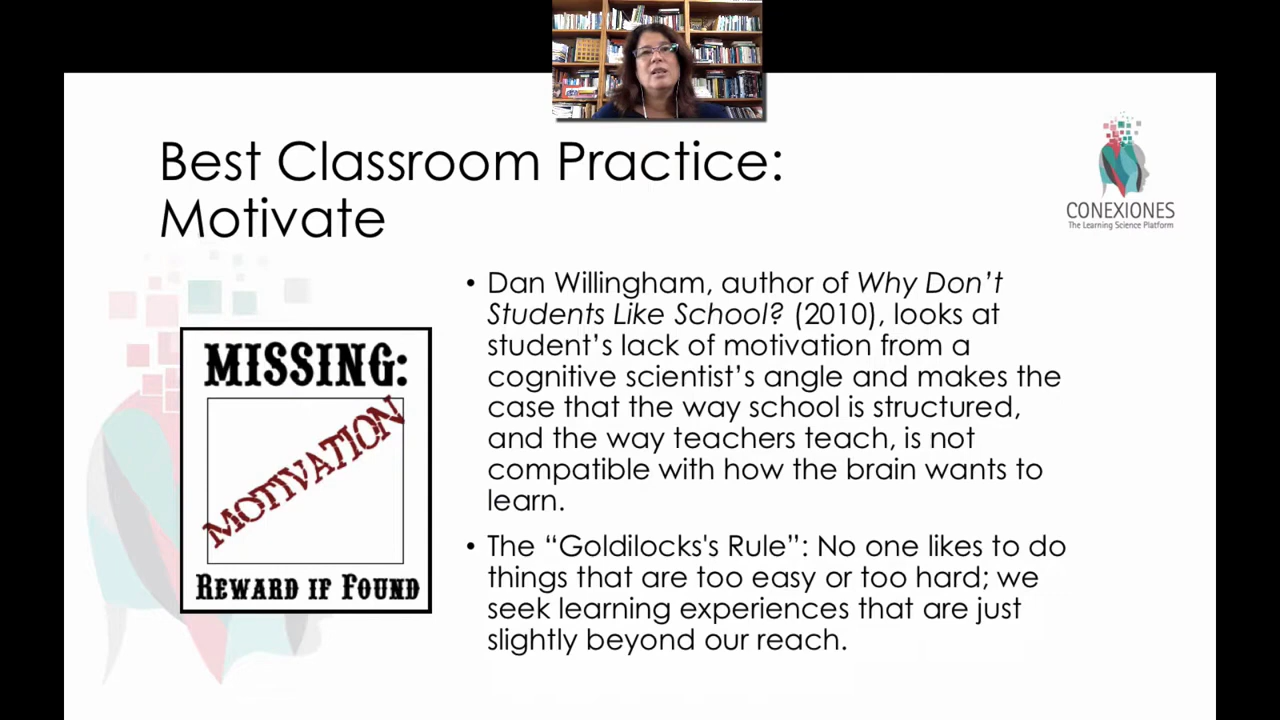 Best Classroom Practice:
Motivate
CONEXIONES
The Learning Science Platform
MISSING:
MOTIVATION
REWARD IF FOUND
• Dan Willingham, author of Why Don’t
Students Like School? (2010), looks at
student’s lack of motivation from a
cognitive scientist’s angle and makes the
case that the way school is structured,
and the way teachers teach, is not
compatible with how the brain wants to
learn.
• The “Goldilocks's Rule”: No one likes to do
things that are too easy or too hard; we
seek learning experiences that are just
slightly beyond our reach.